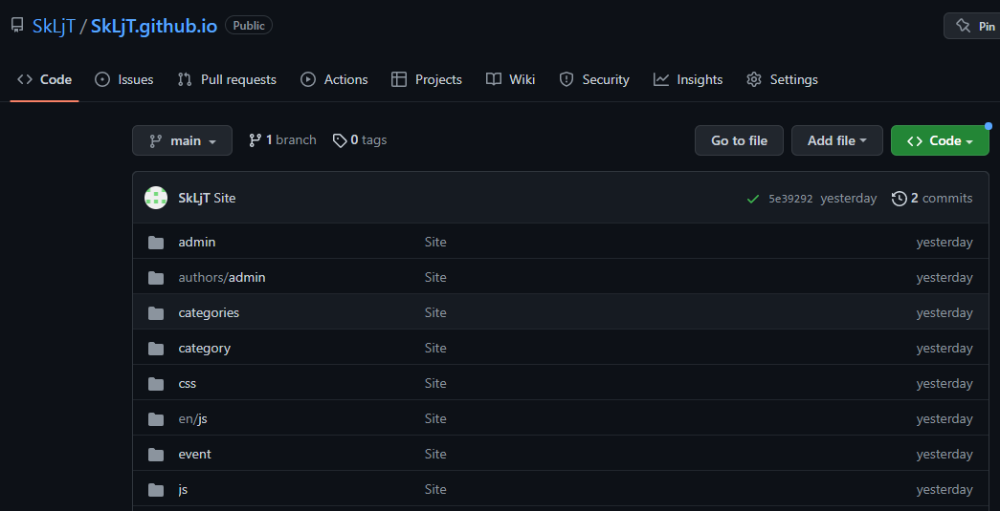 SkLjT / SkLjT.github.io Public Pin
Code Issues Pull requests Actions Projects Wiki Security Insights Settings
main 1 branch 0 tags Go to file Add file Code
SkLjT Site 5e39292 yesterday 2 commits
admin Site yesterday
authors/admin Site yesterday
categories Site yesterday
category Site yesterday
css Site yesterday
en/js Site yesterday
event Site yesterday
js Site yesterday